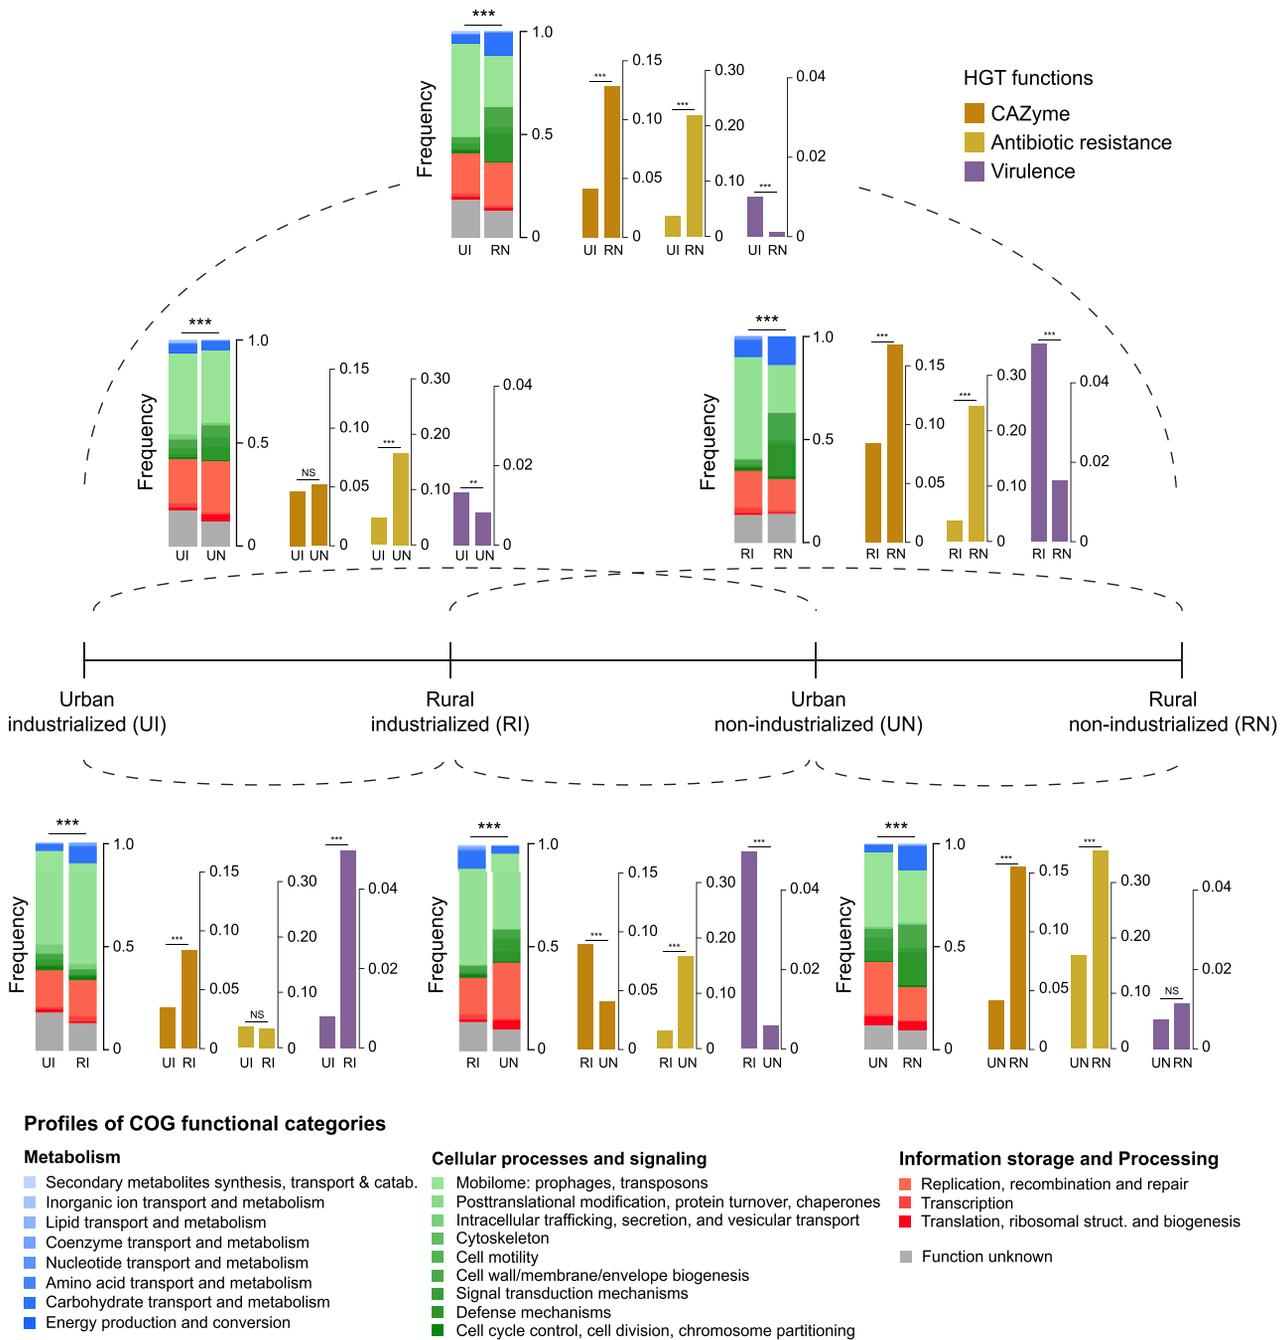 ***
1.0
0.5
0
Frequency
UI RN
***
0.15
0.10
0.05
0
UI RN
***
0.30
0.20
0.10
0
UI RN
***
0.04
0.02
0
UI RN
HGT functions
CAZyme
Antibiotic resistance
Virulence
***
1.0
0.5
0
Frequency
UI UN
NS
0.15
0.10
0.05
0
UI UN
***
0.30
0.20
0.10
0
UI UN
**
0.04
0.02
0
UI UN
***
1.0
0.5
0
Frequency
RI RN
***
0.15
0.10
0.05
0
RI RN
***
0.30
0.20
0.10
0
RI RN
***
0.04
0.02
0
RI RN
Urban
industrialized (UI)
Rural
industrialized (RI)
Urban
non-industrialized (UN)
Rural
non-industrialized (RN)
***
1.0
0.5
0
Frequency
UI RI
***
0.15
0.10
0.05
0
UI RI
NS
0.30
0.20
0.10
0
UI RI
***
0.04
0.02
0
UI RI
***
1.0
0.5
0
Frequency
RI UN
***
0.15
0.10
0.05
0
RI UN
***
0.30
0.20
0.10
0
RI UN
***
0.04
0.02
0
RI UN
***
1.0
0.5
0
Frequency
UN RN
***
0.15
0.10
0.05
0
UN RN
***
0.30
0.20
0.10
0
UN RN
NS
0.04
0.02
0
UN RN
Profiles of COG functional categories
Metabolism
Secondary metabolites synthesis, transport & catab.
Inorganic ion transport and metabolism
Lipid transport and metabolism
Coenzyme transport and metabolism
Nucleotide transport and metabolism
Amino acid transport and metabolism
Carbohydrate transport and metabolism
Energy production and conversion
Cellular processes and signaling
Mobilome: prophages, transposons
Posttranslational modification, protein turnover, chaperones
Intracellular trafficking, secretion, and vesicular transport
Cytoskeleton
Cell motility
Cell wall/membrane/envelope biogenesis
Signal transduction mechanisms
Defense mechanisms
Cell cycle control, cell division, chromosome partitioning
Information storage and Processing
Replication, recombination and repair
Transcription
Translation, ribosomal struct. and biogenesis
Function unknown